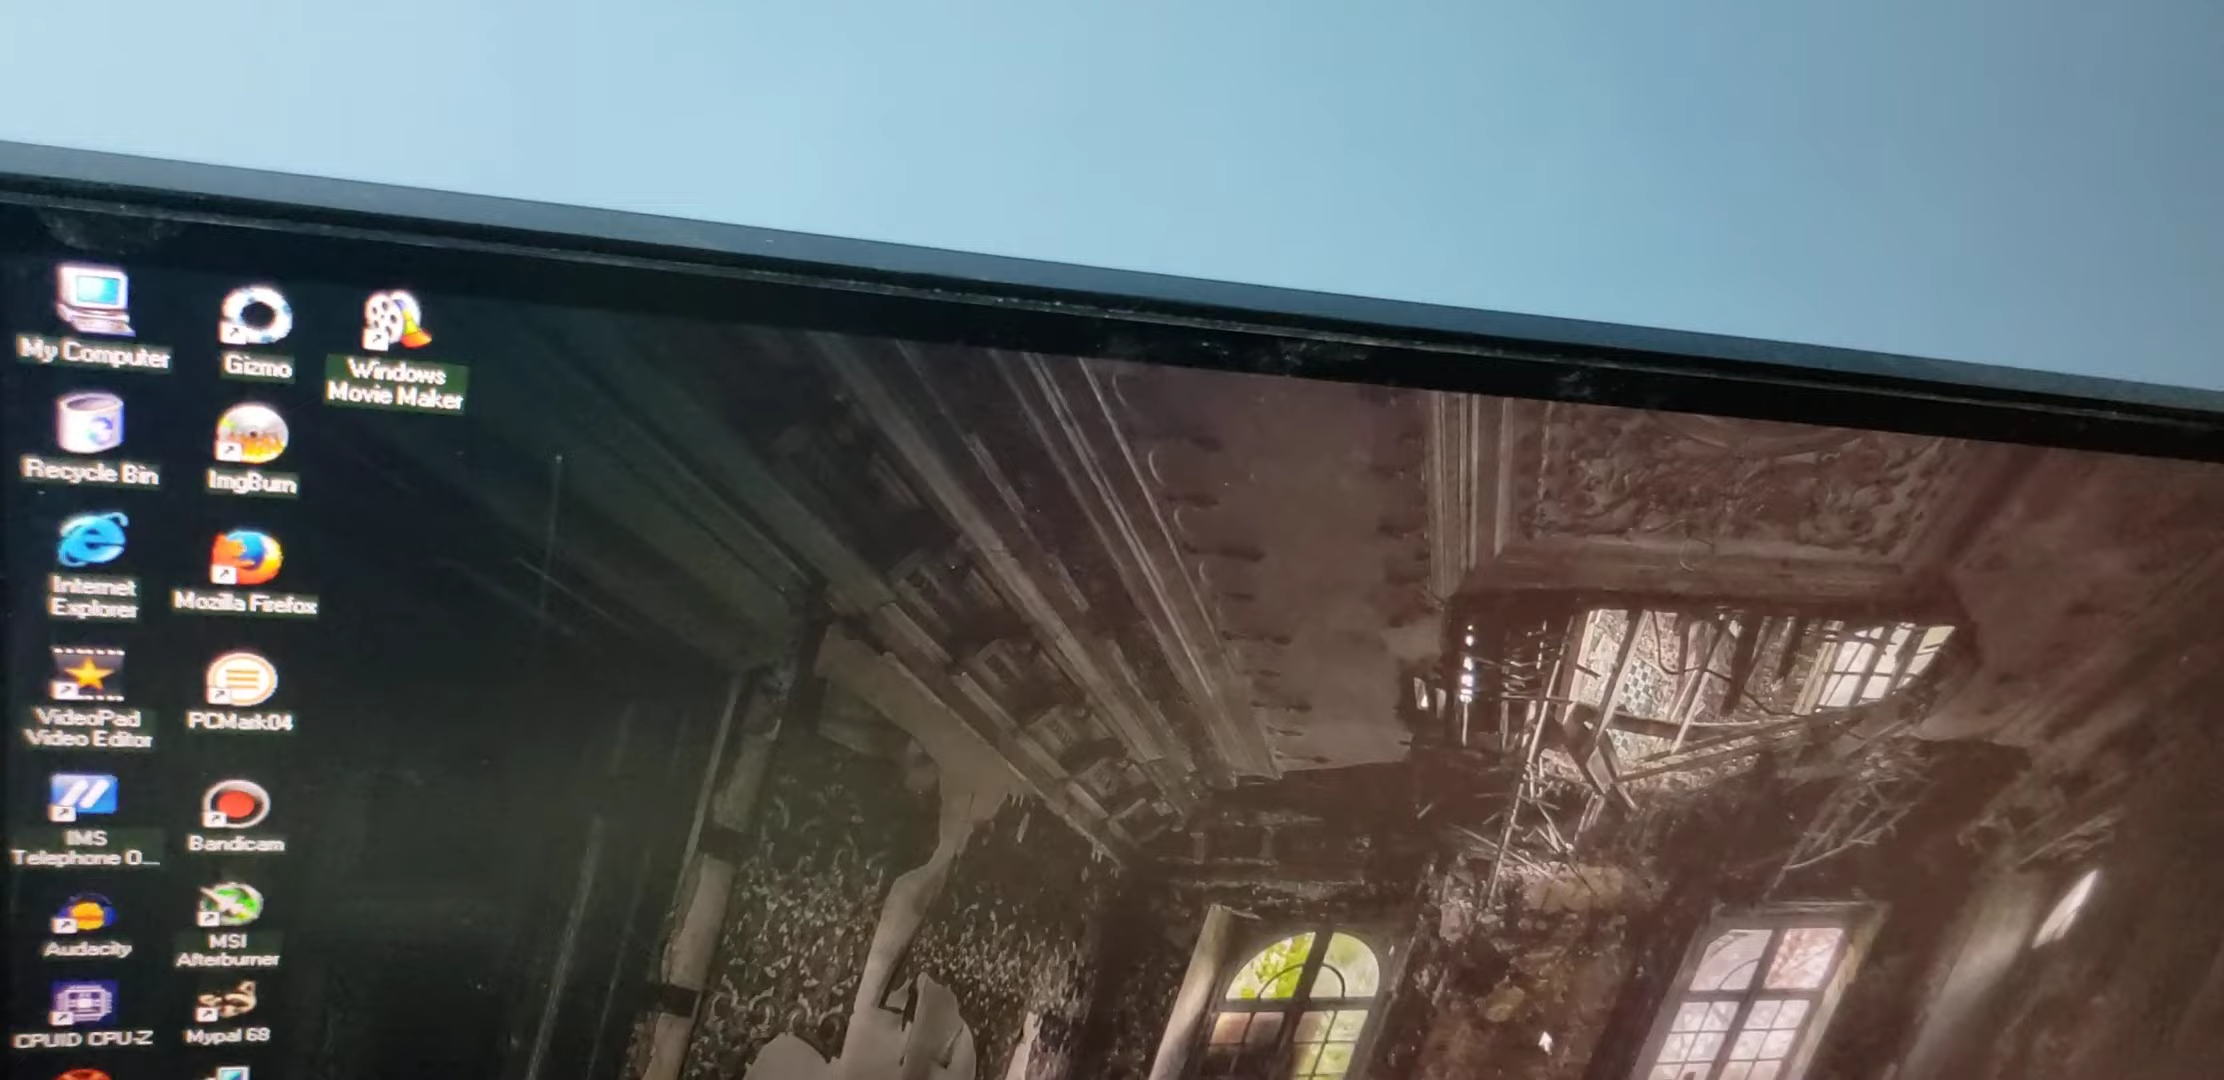 My Computer
Gizmo
Windows
Movie Maker
Recycle Bin
ImgBurn
Internet
Explorer
Mozilla Firefox
VideoPad
Video Editor
PCMark04
IMS
Telephone O...
Bandicam
Audacity
MSI
Afterburner
CPUID CPU-Z
Mypal 68